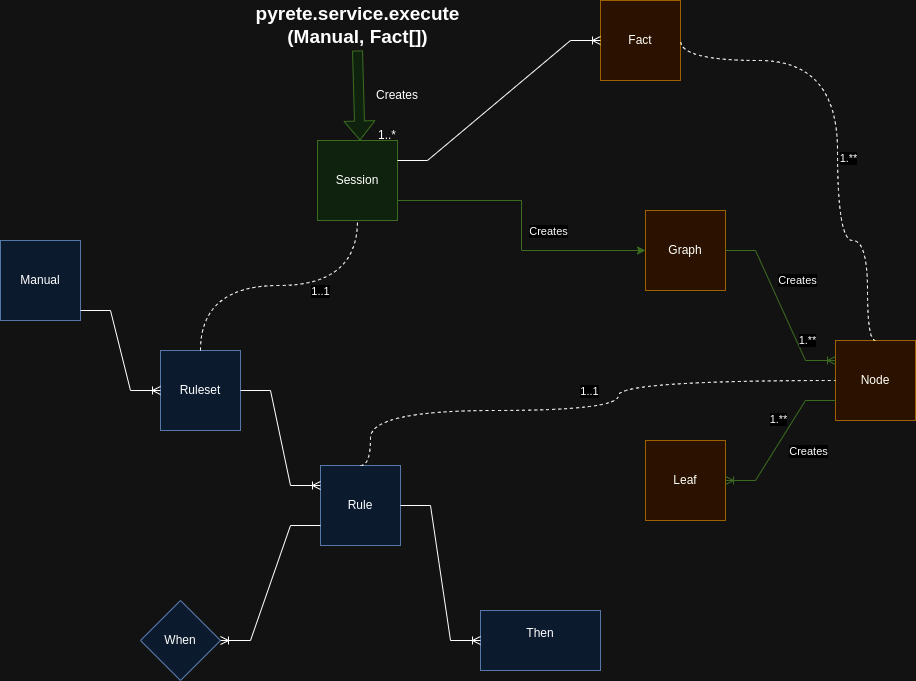 pyrete.service.execute
(Manual, Fact[])
Fact
Creates
1..*
1.**
Session
Creates
Graph
Manual
Creates
1..1
1.**
Ruleset
Node
1..1
1.**
Creates
Leaf
Rule
When
Then